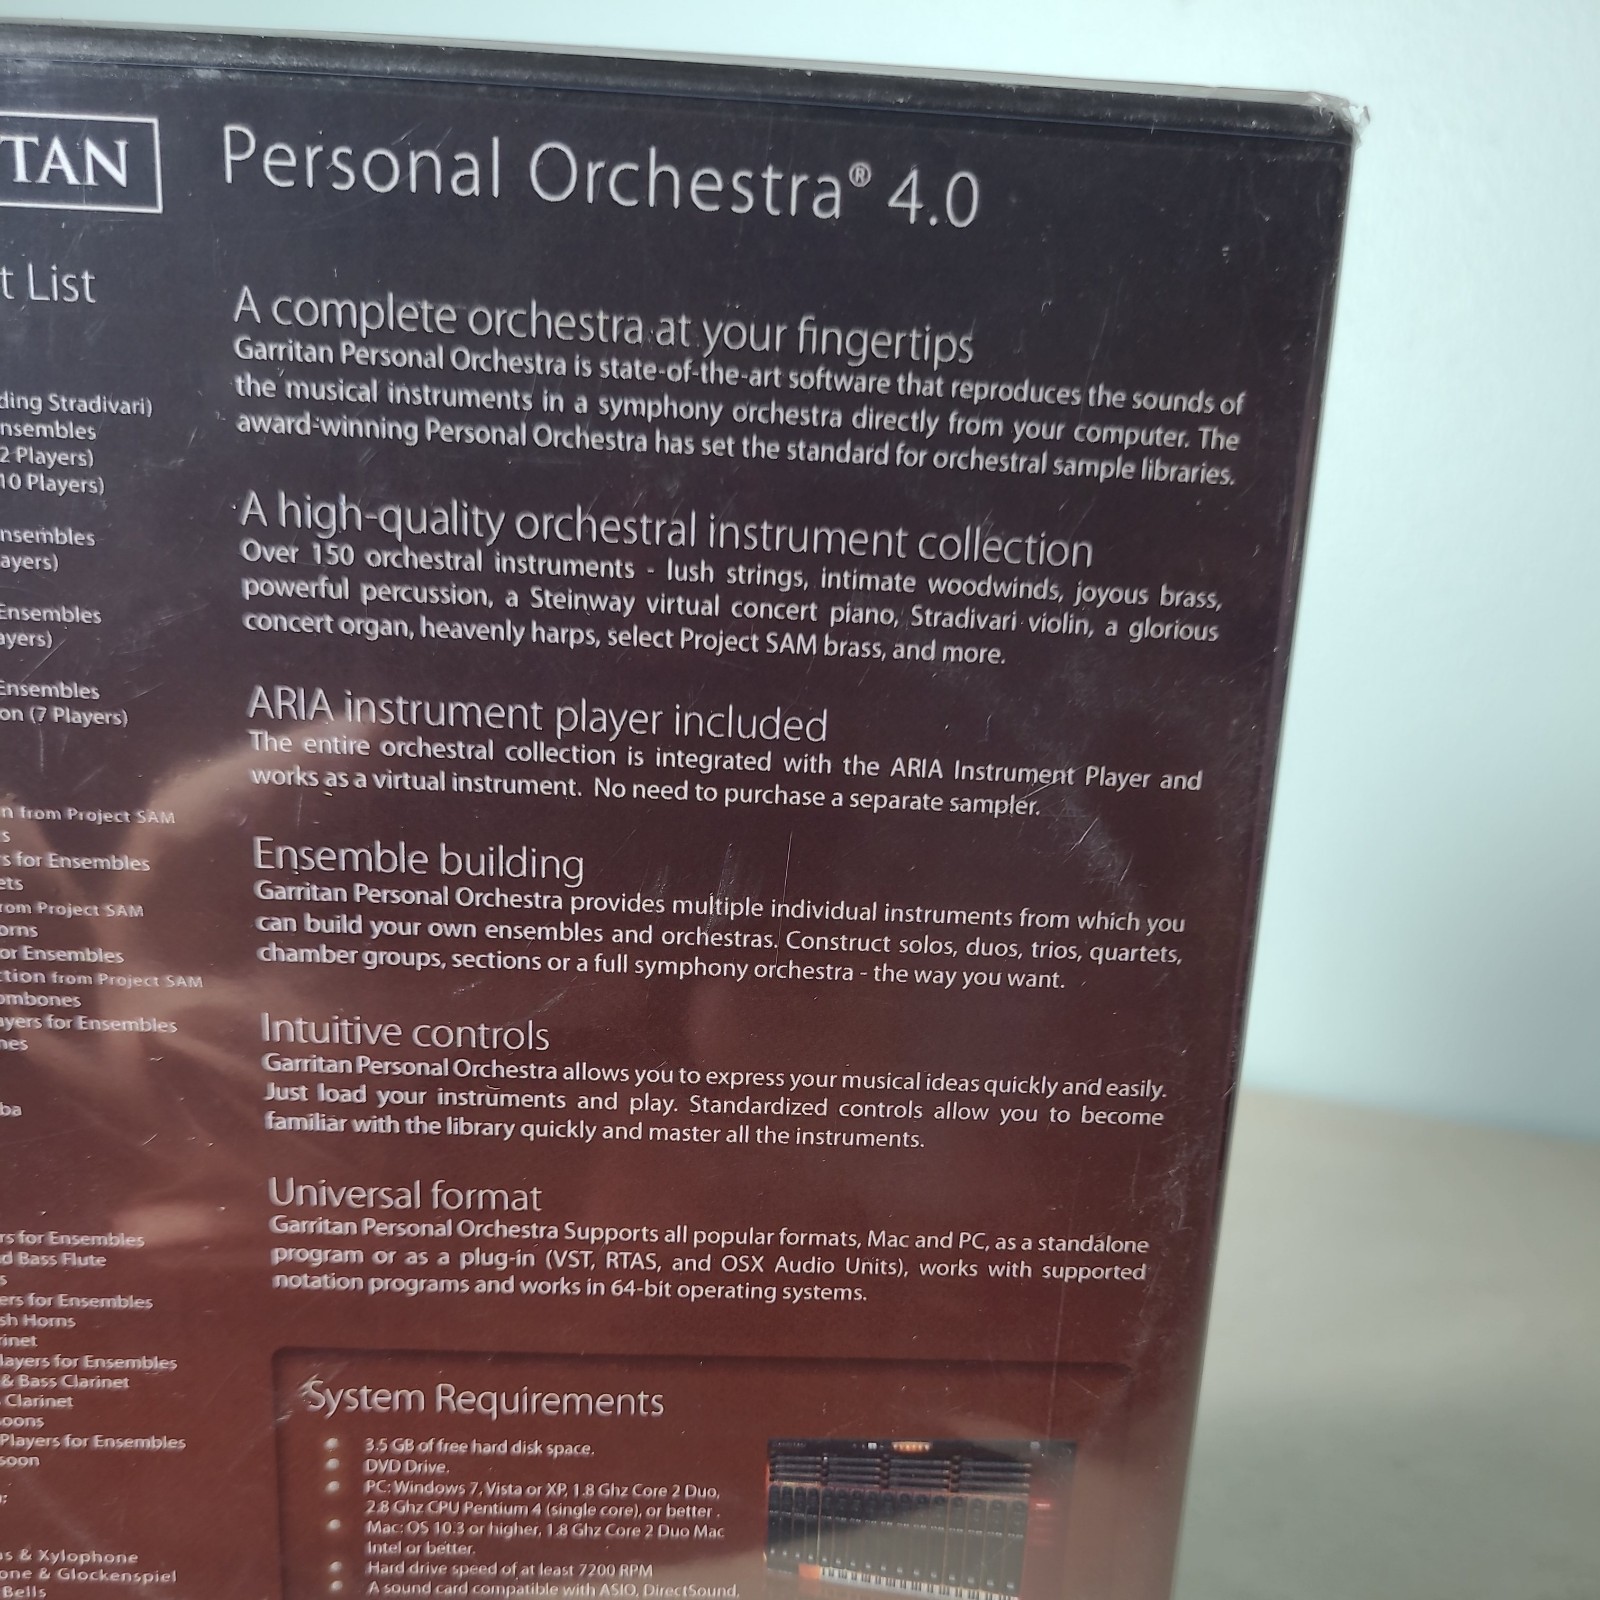 TAN
Personal Orchestra® 4.0
t List
ding Stradivari)
nsembles
2 Players)
10 Players)
nsembles
ayers)
Ensembles
ayers)
Ensembles
on (7 Players)
n from Project SAM
s
s for Ensembles
ets
rom Project SAM
orns
or Ensembles
ction from Project SAM
ombones
ayers for Ensembles
nes
ba
rs for Ensembles
d Bass Flute
s
ers for Ensembles
sh Horns
rinet
layers for Ensembles
& Bass Clarinet
Clarinet
oons
Players for Ensembles
soon
s & Xylophone
one & Glockenspiel
Bells
A complete orchestra at your fingertips
Garritan Personal Orchestra is state-of-the-art software that reproduces the sounds of
the musical instruments in a symphony orchestra directly from your computer. The
award-winning Personal Orchestra has set the standard for orchestral sample libraries.
A high-quality orchestral instrument collection
Over 150 orchestral instruments - lush strings, intimate woodwinds, joyous brass,
powerful percussion, a Steinway virtual concert piano, Stradivari violin, a glorious
concert organ, heavenly harps, select Project SAM brass, and more.
ARIA instrument player included
The entire orchestral collection is integrated with the ARIA Instrument Player and
works as a virtual instrument. No need to purchase a separate sampler.
Ensemble building
Garritan Personal Orchestra provides multiple individual instruments from which you
can build your own ensembles and orchestras. Construct solos, duos, trios, quartets,
chamber groups, sections or a full symphony orchestra - the way you want.
Intuitive controls
Garritan Personal Orchestra allows you to express your musical ideas quickly and easily.
Just load your instruments and play. Standardized controls allow you to become
familiar with the library quickly and master all the instruments.
Universal format
Garritan Personal Orchestra Supports all popular formats, Mac and PC, as a standalone
program or as a plug-in (VST, RTAS, and OSX Audio Units), works with supported
notation programs and works in 64-bit operating systems.
System Requirements
3.5 GB of free hard disk space.
DVD Drive.
PC: Windows 7, Vista or XP, 1.8 Ghz Core 2 Duo,
2.8 Ghz CPU Pentium 4 (single core), or better .
Mac: OS 10.3 or higher, 1.8 Ghz Core 2 Duo Mac
Intel or better.
Hard drive speed of at least 7200 RPM
A sound card compatible with ASIO, DirectSound,